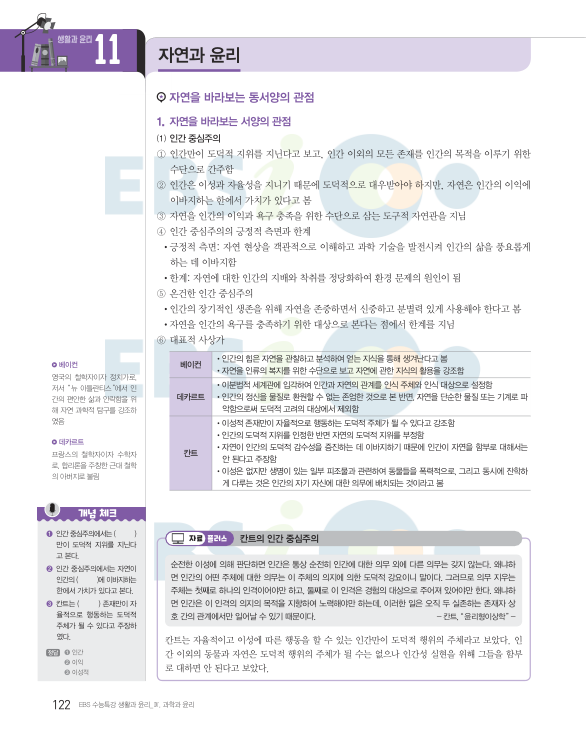 생활과 윤리 11
자연과 윤리
자연을 바라보는 동서양의 관점
1. 자연을 바라보는 서양의 관점
(1) 인간 중심주의
① 인간만이 도덕적 지위를 지닌다고 보고, 인간 이외의 모든 존재를 인간의 목적을 이루기 위한
수단으로 간주함
② 인간은 이성과 자율성을 지니기 때문에 도덕적으로 대우받아야 하지만, 자연은 인간의 이익에
이바지하는 한에서 가치가 있다고 봄
③ 자연을 인간의 이익과 욕구 충족을 위한 수단으로 삼는 도구적 자연관을 지님
④ 인간 중심주의의 긍정적 측면과 한계
• 긍정적 측면: 자연 현상을 객관적으로 이해하고 과학 기술을 발전시켜 인간의 삶을 풍요롭게
하는 데 이바지함
• 한계: 자연에 대한 인간의 지배와 착취를 정당화하여 환경 문제의 원인이 됨
⑤ 온건한 인간 중심주의
• 인간의 장기적인 생존을 위해 자연을 존중하면서 신중하고 분별력 있게 사용해야 한다고 봄
• 자연을 인간의 욕구를 충족하기 위한 대상으로 본다는 점에서 한계를 지님
⑥ 대표적 사상가
베이컨
• 인간의 힘은 자연을 관찰하고 분석하여 얻는 지식을 통해 생겨난다고 봄
• 자연을 인류의 복지를 위한 수단으로 보고 자연에 관한 지식의 활용을 강조함
데카르트
• 이분법적 세계관에 입각하여 인간과 자연의 관계를 인식 주체와 인식 대상으로 설정함
• 인간의 정신을 물질로 환원할 수 없는 존엄한 것으로 본 반면, 자연을 단순한 물질 또는 기계로 파
악함으로써 도덕적 고려의 대상에서 제외함
칸트
• 이성적 존재만이 자율적으로 행동하는 도덕적 주체가 될 수 있다고 강조함
• 인간의 도덕적 지위를 인정한 반면 자연의 도덕적 지위를 부정함
• 자연이 인간의 도덕적 감수성을 증진하는 데 이바지하기 때문에 인간이 자연을 함부로 대해서는
안 된다고 주장함
• 이성은 없지만 생명이 있는 일부 피조물과 관련하여 동물들을 폭력적으로, 그리고 동시에 잔학하
게 다루는 것은 인간의 자기 자신에 대한 의무에 배치되는 것이라고 봄
베이컨
영국의 철학자이자 정치가로,
저서 "뉴 아틀란티스"에서 인
간의 편안한 삶과 안락함을 위
해 자연 과학적 탐구를 강조하
였음
데카르트
프랑스의 철학자이자 수학자
로, 합리론을 주창한 근대 철학
의 아버지로 불림
개념 체크
❶ 인간 중심주의에서는 ( )
만이 도덕적 지위를 지닌다
고 본다.
❷ 인간 중심주의에서는 자연이
인간의 ( )에 이바지하는
한에서 가치가 있다고 본다.
❸ 칸트는 ( ) 존재만이 자
율적으로 행동하는 도덕적
주체가 될 수 있다고 주장하
였다.
정답 ❶ 인간
❷ 이익
❸ 이성적
자료 플러스 칸트의 인간 중심주의
순전한 이성에 의해 판단하면 인간은 통상 순전히 인간에 대한 의무 외에 다른 의무는 갖지 않는다. 왜냐하
면 인간의 어떤 주체에 대한 의무는 이 주체의 의지에 의한 도덕적 강요이니 말이다. 그러므로 의무 지우는
주체는 첫째로 하나의 인격이어야만 하고, 둘째로 이 인격은 경험의 대상으로 주어져 있어야만 한다. 왜냐하
면 인간은 이 인격의 의지의 목적을 지향하여 노력해야만 하는데, 이러한 일은 오직 두 실존하는 존재자 상
호 간의 관계에서만 일어날 수 있기 때문이다. – 칸트, "윤리형이상학" –
칸트는 자율적이고 이성에 따른 행동을 할 수 있는 인간만이 도덕적 행위의 주체라고 보았다. 인
간 이외의 동물과 자연은 도덕적 행위의 주체가 될 수는 없으나 인간성 실현을 위해 그들을 함부
로 대하면 안 된다고 보았다.
122 EBS 수능특강 생활과 윤리_Ⅲ. 과학과 윤리